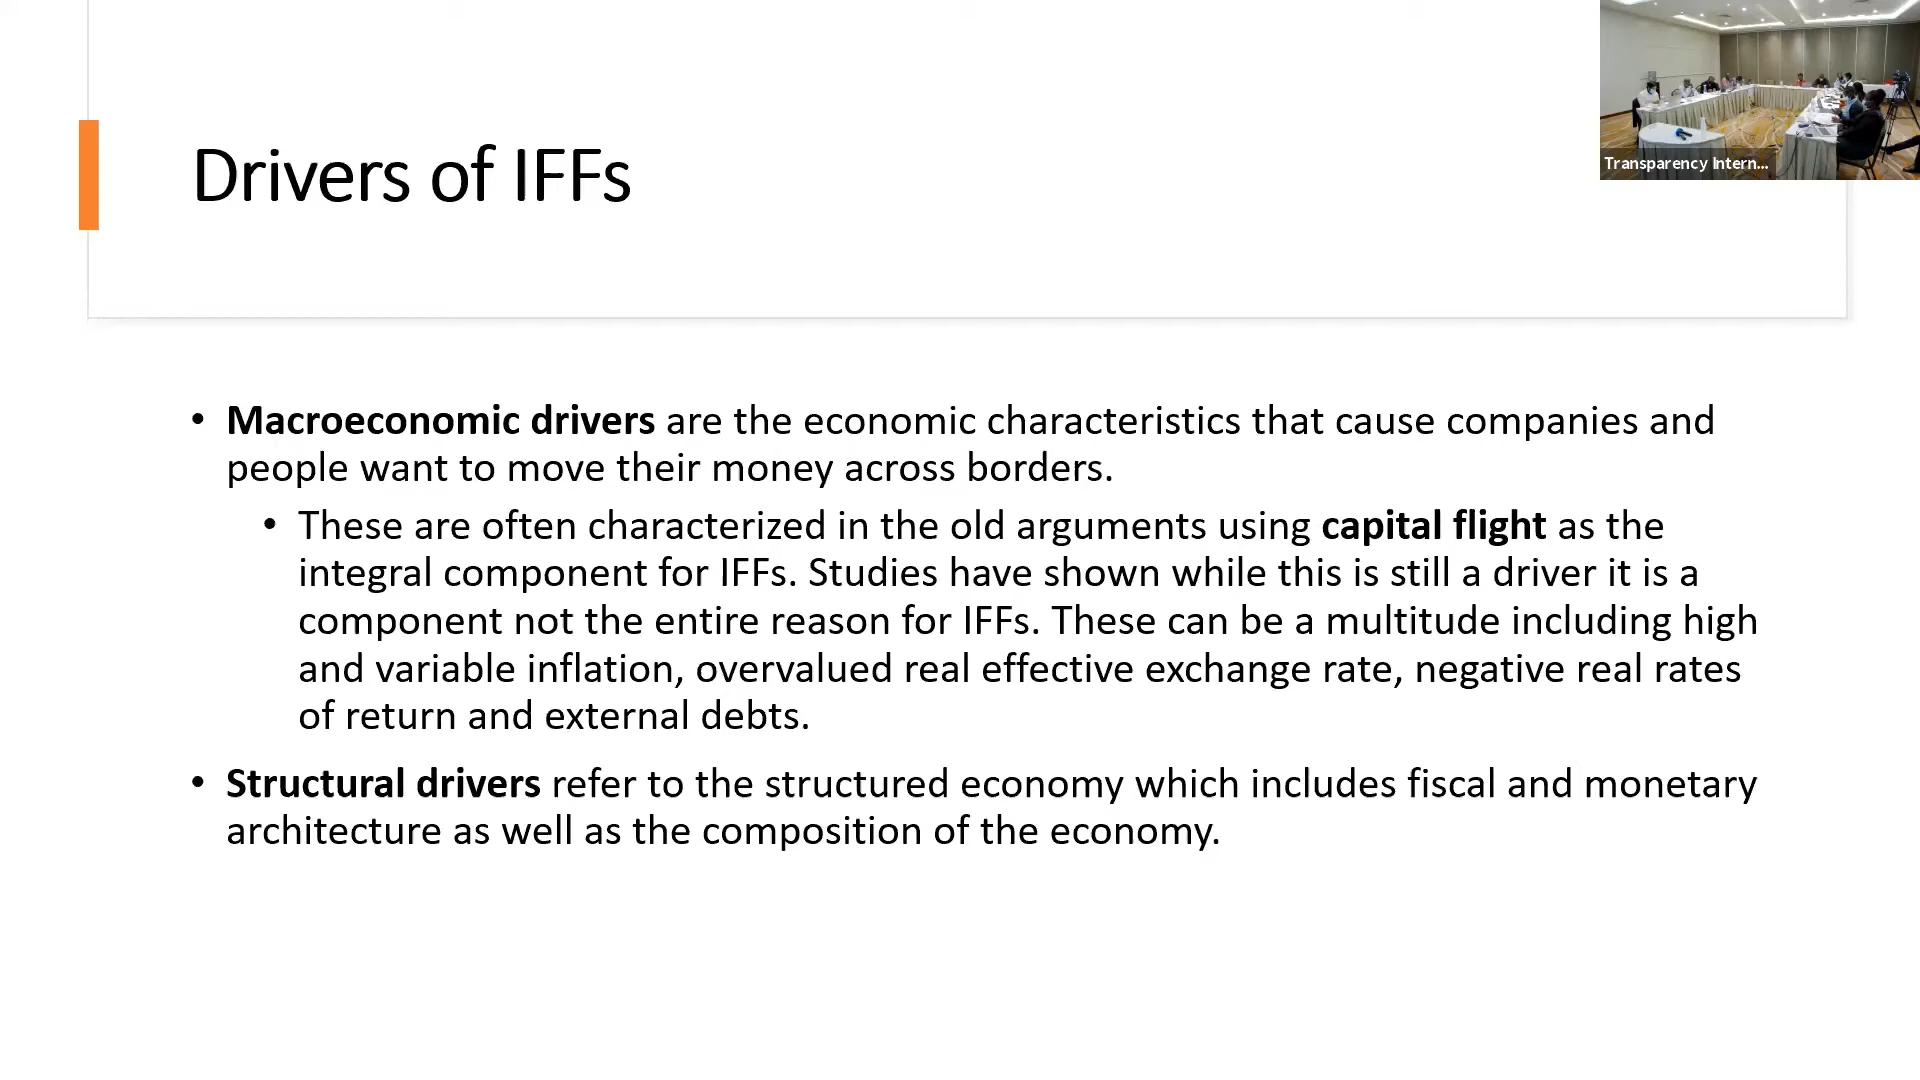 Transparency Intern...
Drivers of IFFs
• Macroeconomic drivers are the economic characteristics that cause companies and
people want to move their money across borders.
• These are often characterized in the old arguments using capital flight as the
integral component for IFFs. Studies have shown while this is still a driver it is a
component not the entire reason for IFFs. These can be a multitude including high
and variable inflation, overvalued real effective exchange rate, negative real rates
of return and external debts.
• Structural drivers refer to the structured economy which includes fiscal and monetary
architecture as well as the composition of the economy.